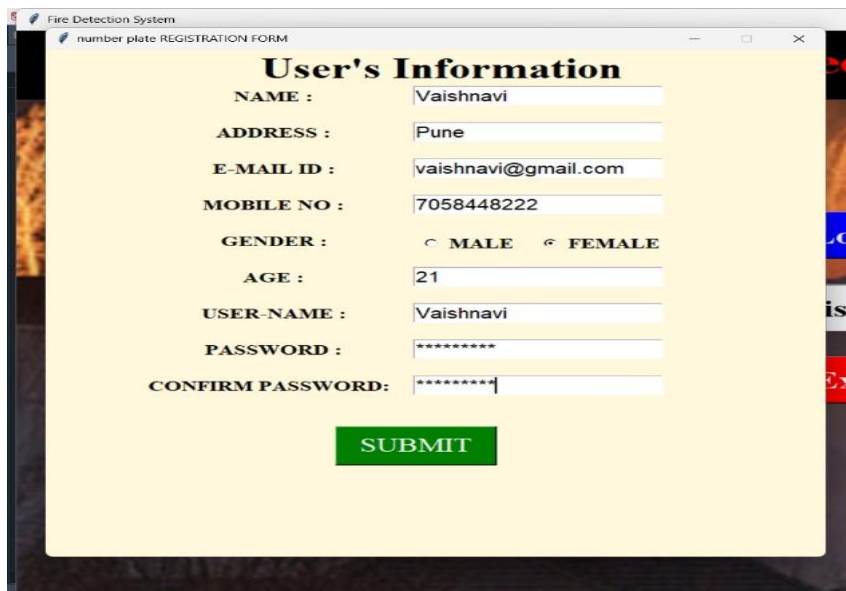 Fire Detection System
number plate REGISTRATION FORM
User's Information
NAME : Vaishnavi
ADDRESS : Pune
E-MAIL ID : vaishnavi@gmail.com
MOBILE NO : 7058448222
GENDER : MALE FEMALE
AGE : 21
USER-NAME : Vaishnavi
PASSWORD : *********
CONFIRM PASSWORD: *********
SUBMIT